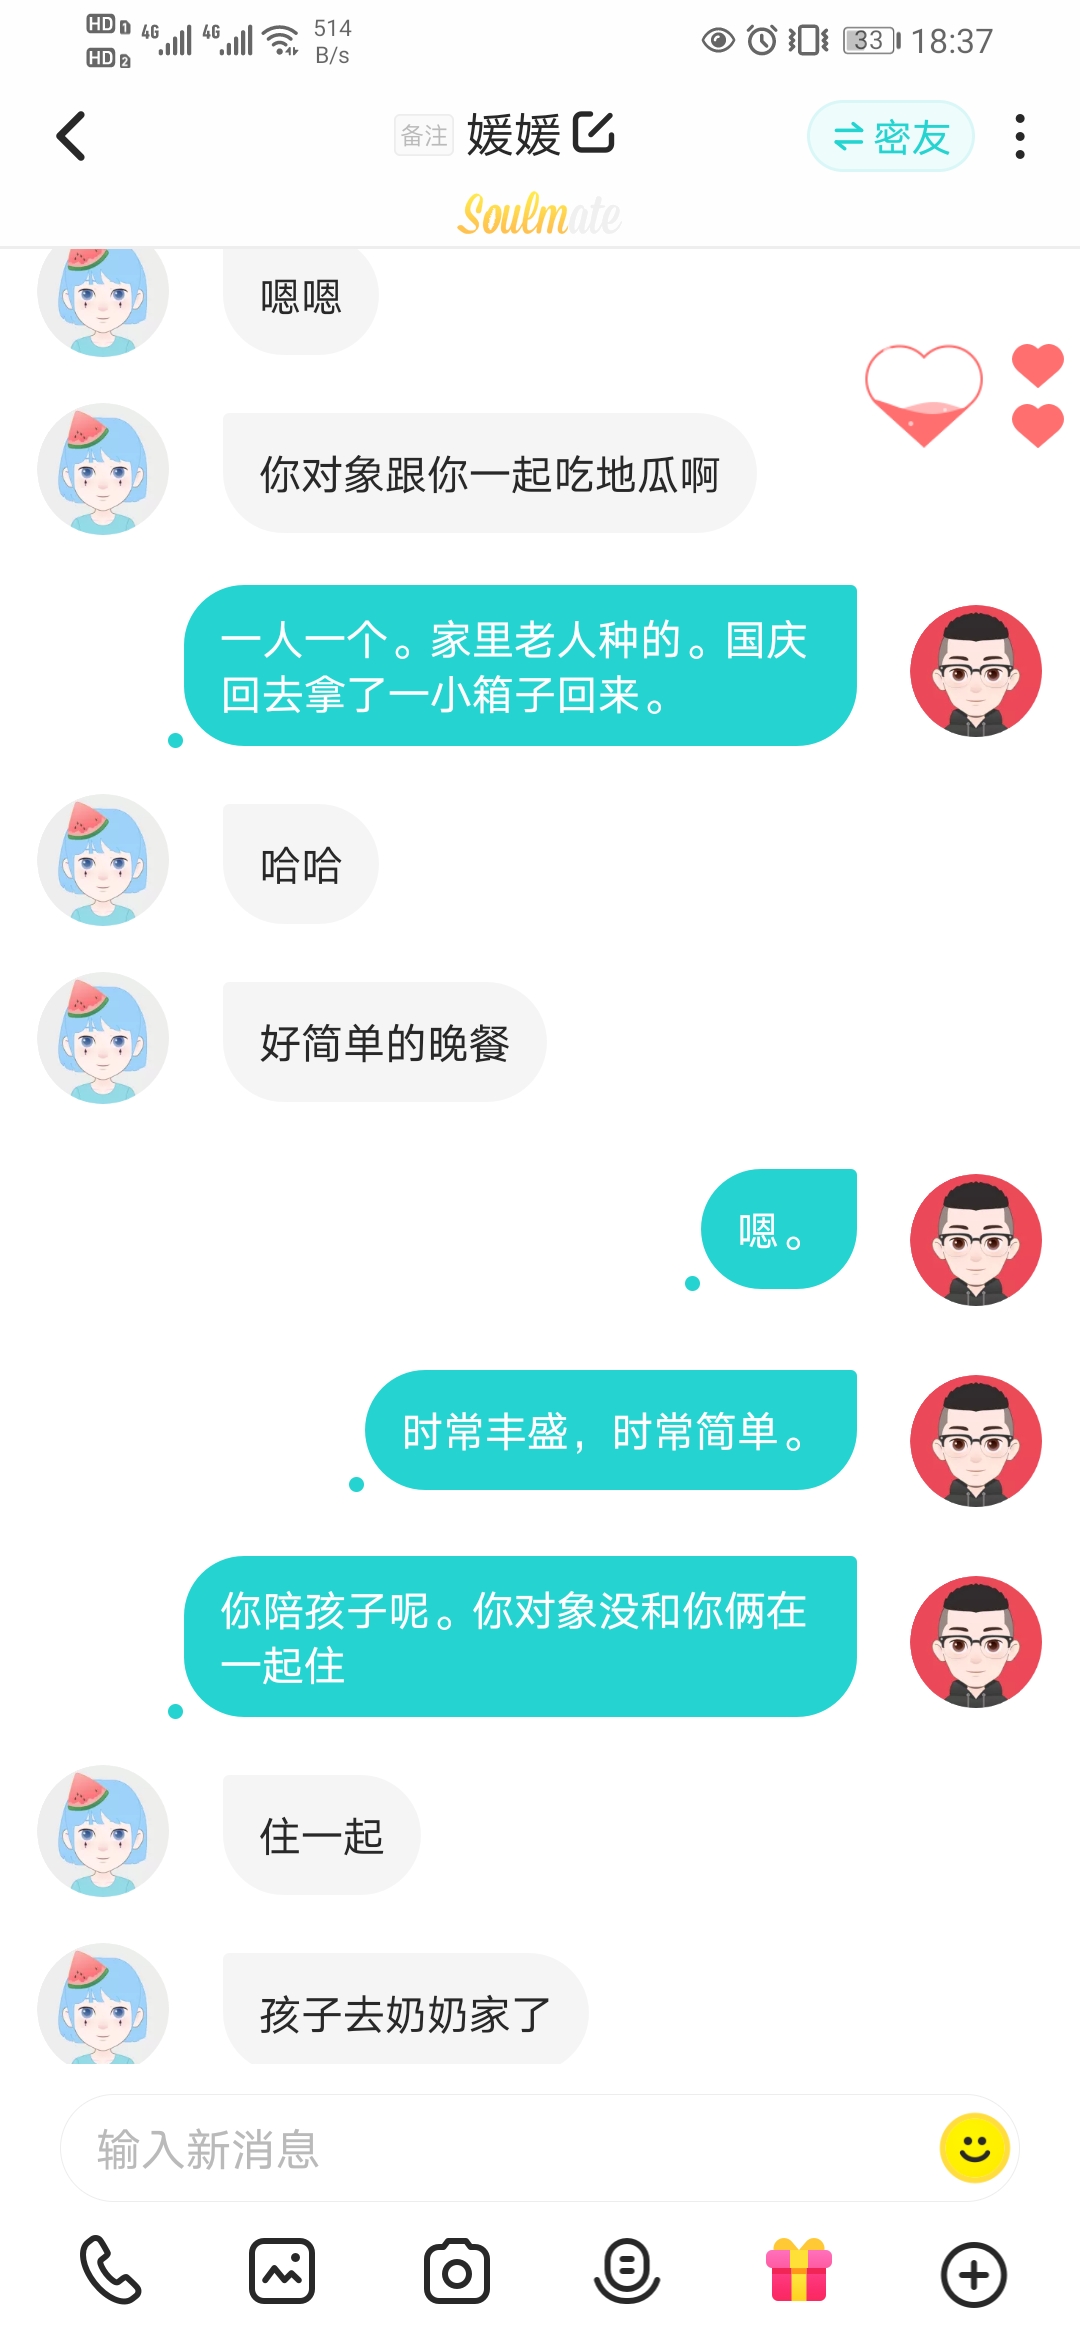 HD 1 4G 4G 514
HD 2 B/s
33 18:37
备注 媛媛 密友
Soulmate
嗯嗯
你对象跟你一起吃地瓜啊
一人一个。家里老人种的。国庆
回去拿了一小箱子回来。
哈哈
好简单的晚餐
嗯。
时常丰盛，时常简单。
你陪孩子呢。你对象没和你俩在
一起住
住一起
孩子去奶奶家了
输入新消息